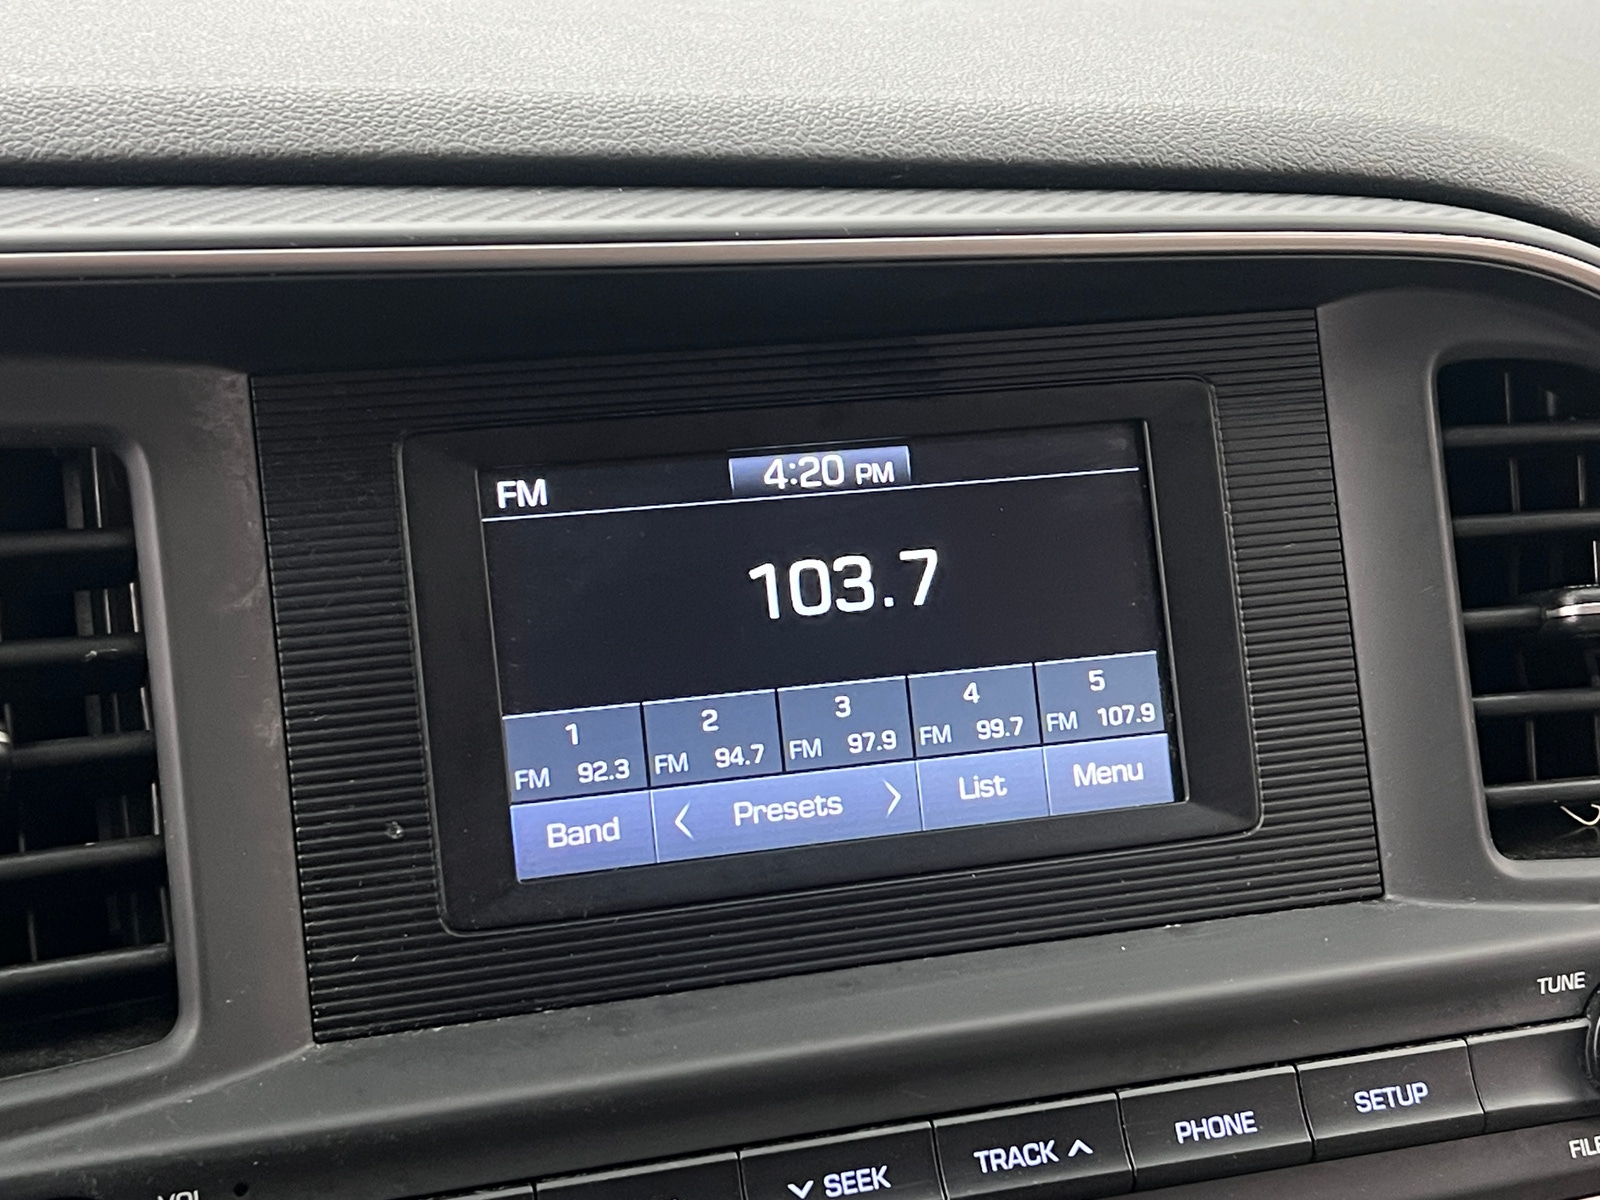 FM 4:20 PM
103.7
1 2 3 4 5
FM 92.3 FM 94.7 FM 97.9 FM 99.7 FM 107.9
Band < Presets > List Menu
TUNE
SEEK TRACK PHONE SETUP